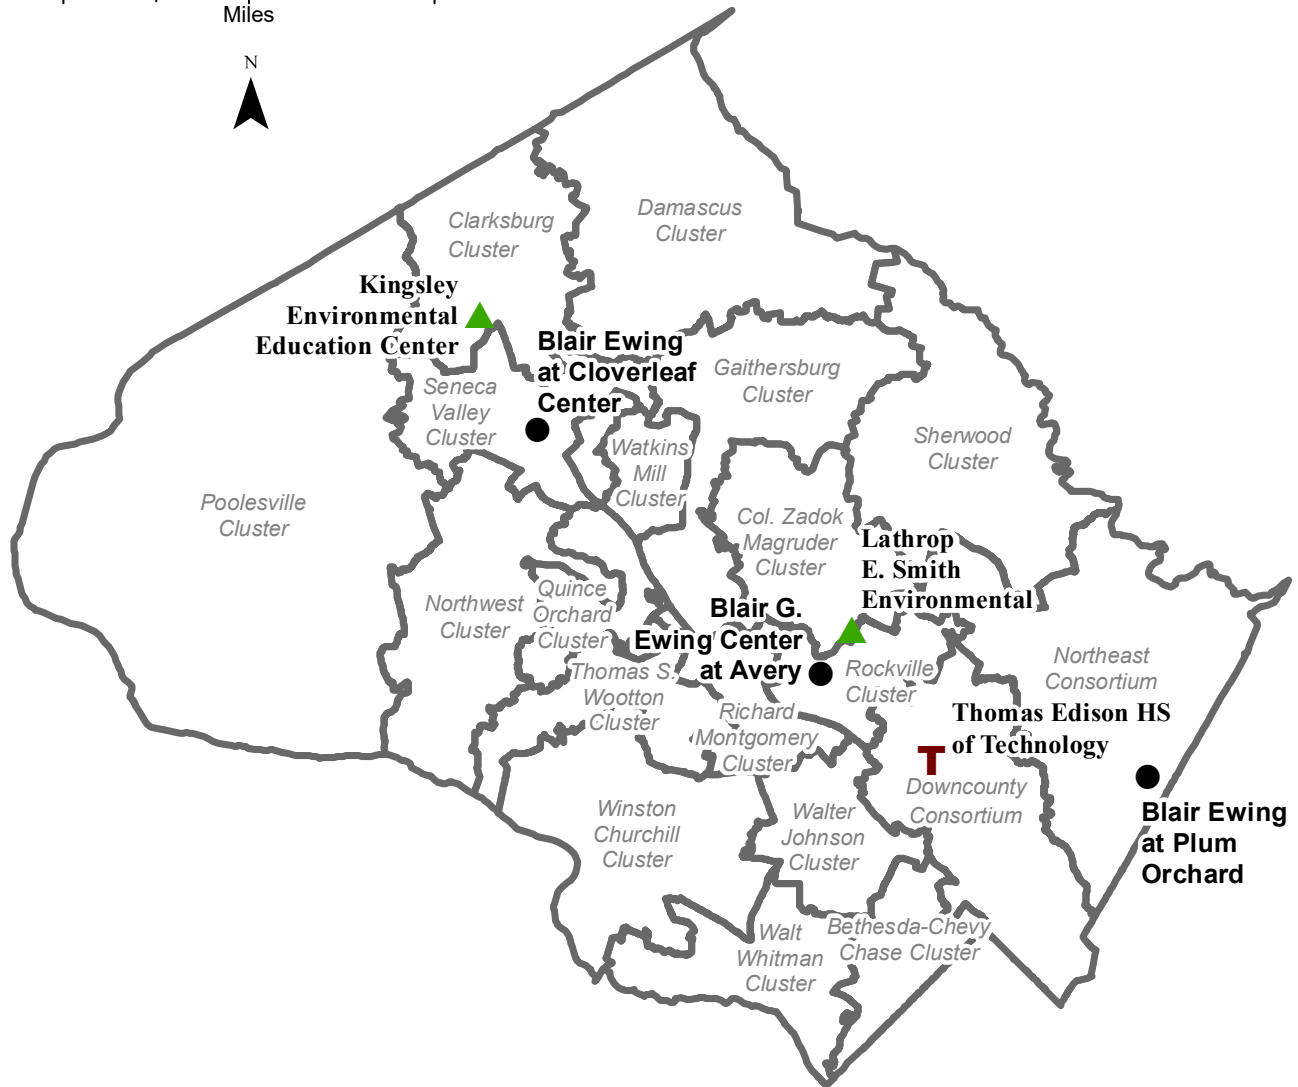 Miles
N
Clarksburg
Cluster
Damascus
Cluster
Kingsley
Environmental
Education Center
Blair Ewing
at Cloverleaf
Center
Gaithersburg
Cluster
Seneca
Valley
Cluster
Watkins
Mill
Cluster
Sherwood
Cluster
Poolesville
Cluster
Col. Zadok
Magruder
Cluster
Lathrop
E. Smith
Environmental
Northwest
Cluster
Quince
Orchard
Cluster
Blair G.
Ewing Center
at Avery
Rockville
Cluster
Northeast
Consortium
Thomas S.
Wootton
Cluster
Richard
Montgomery
Cluster
Thomas Edison HS
of Technology
T
Downcounty
Consortium
Winston
Churchill
Cluster
Walter
Johnson
Cluster
Blair Ewing
at Plum
Orchard
Walt
Whitman
Cluster
Bethesda-Chevy
Chase Cluster